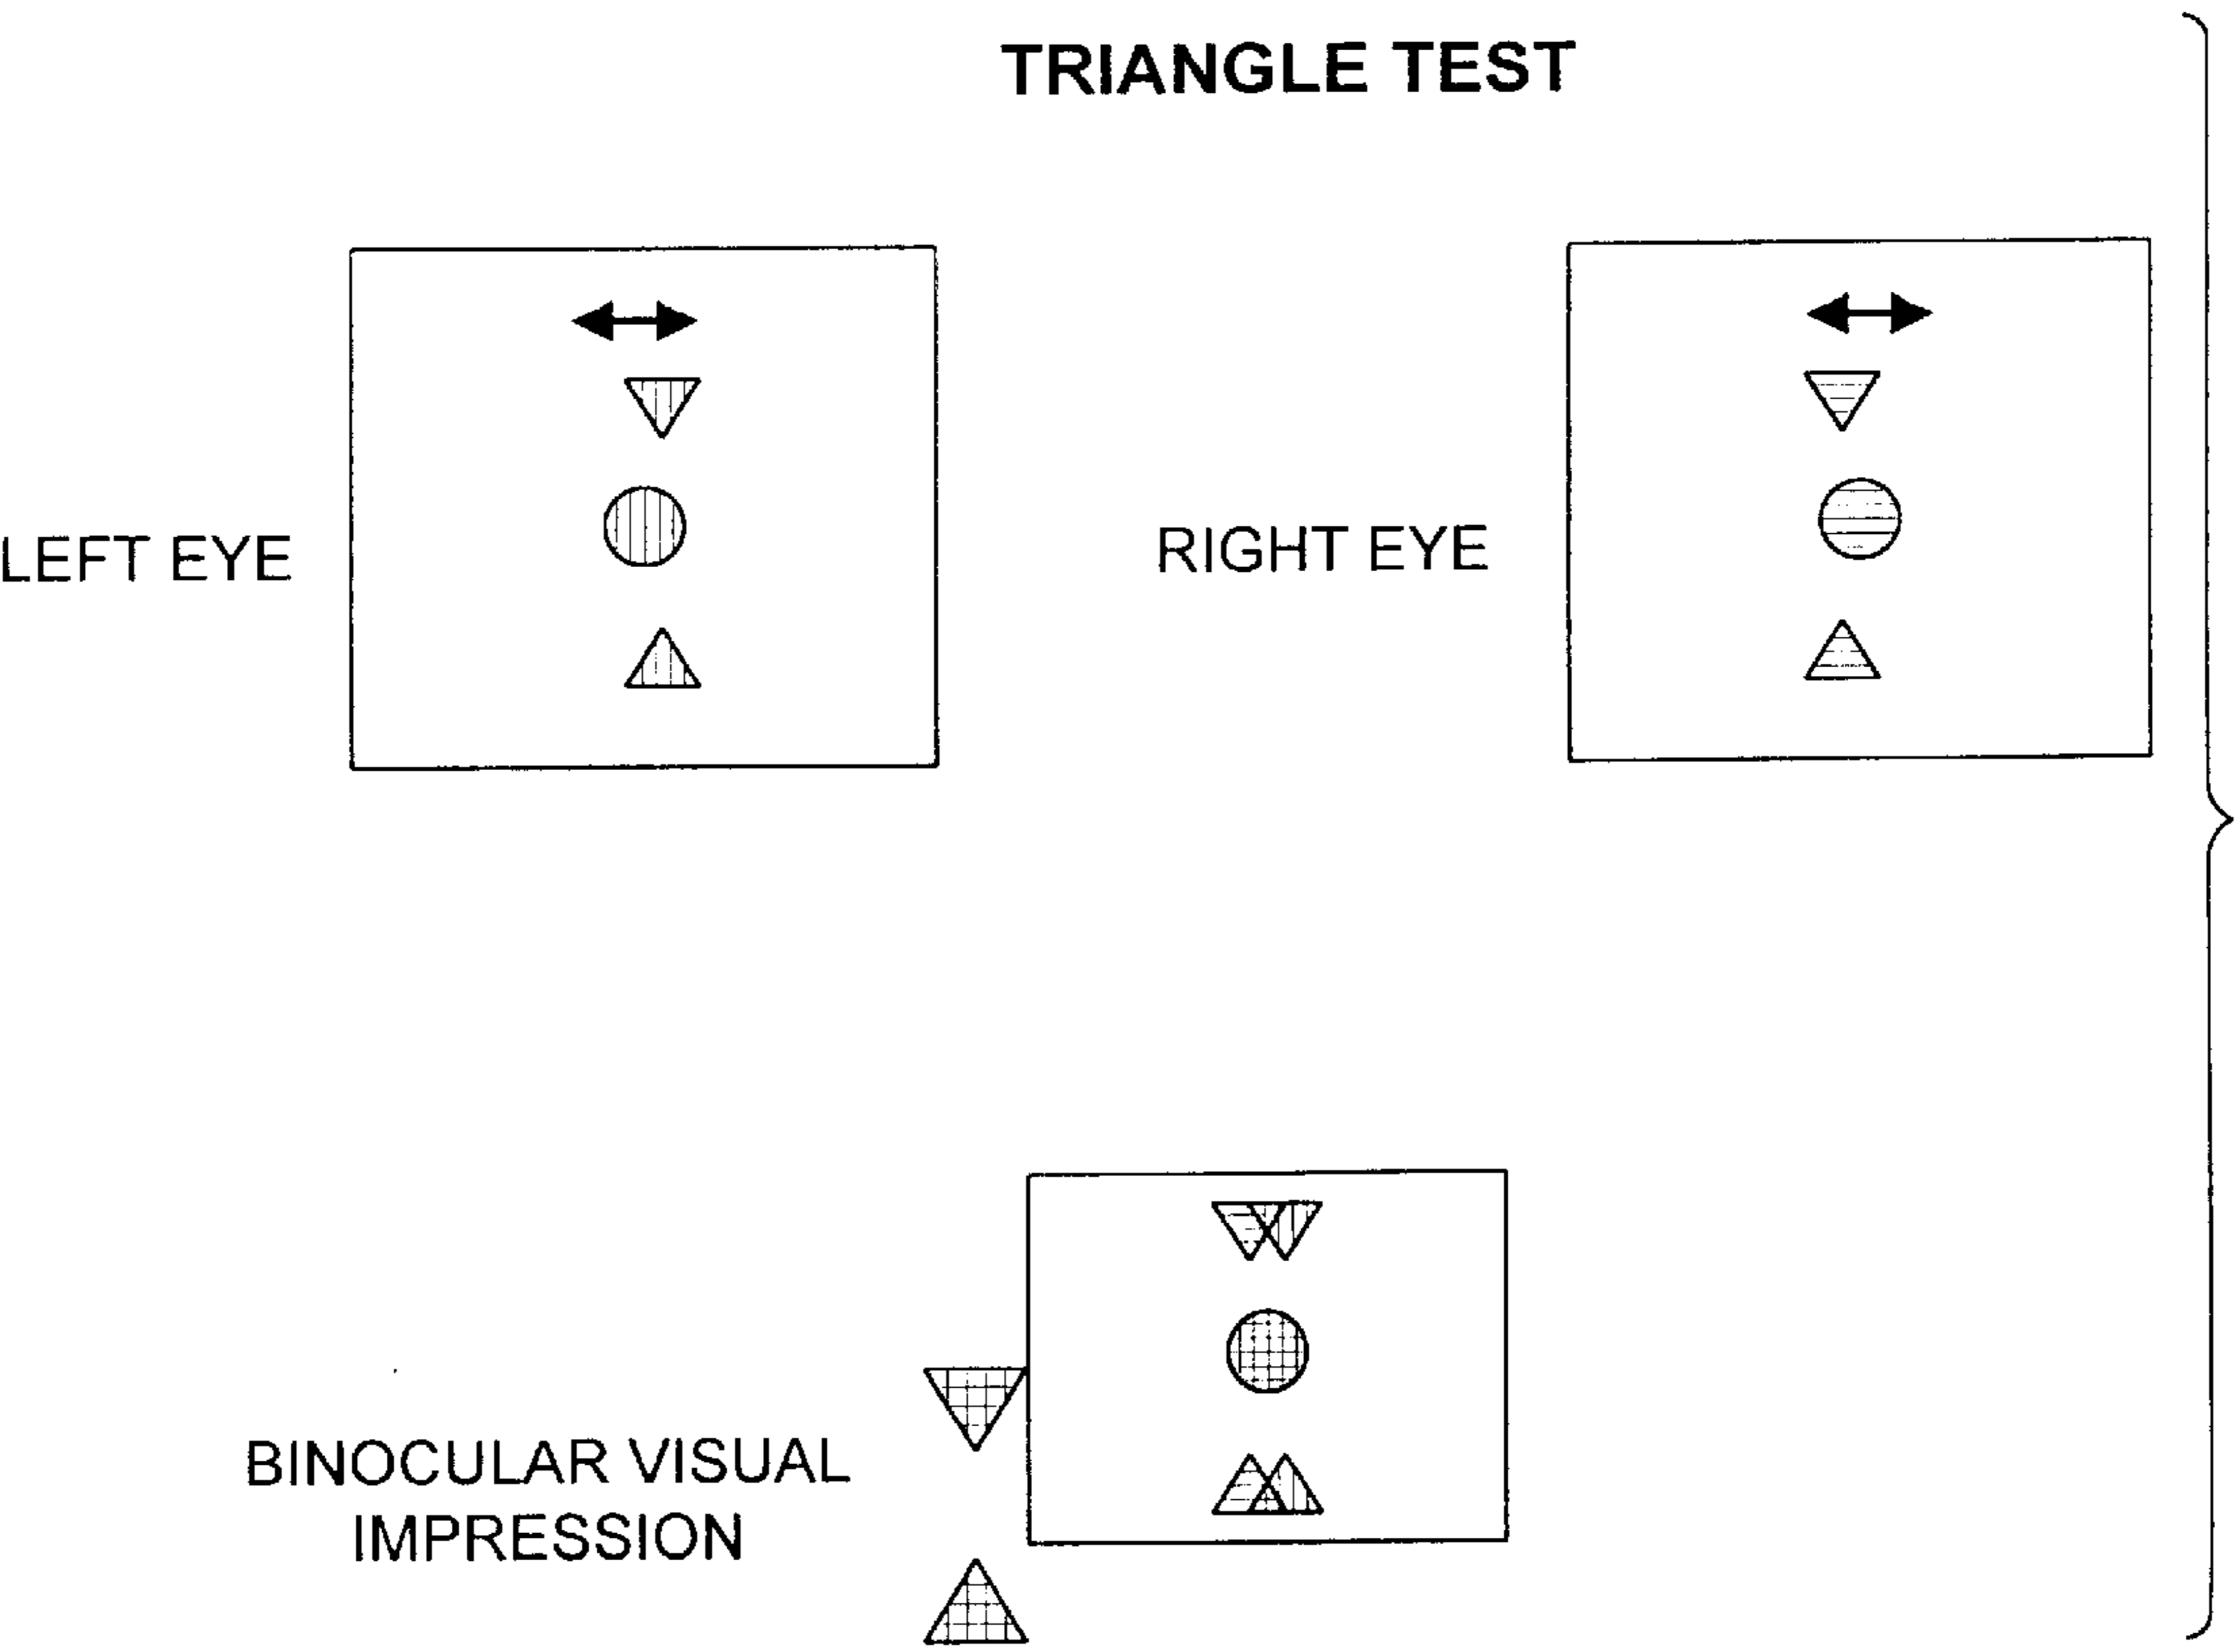 TRIANGLE TEST
LEFT EYE
RIGHT EYE
BINOCULAR VISUAL
IMPRESSION